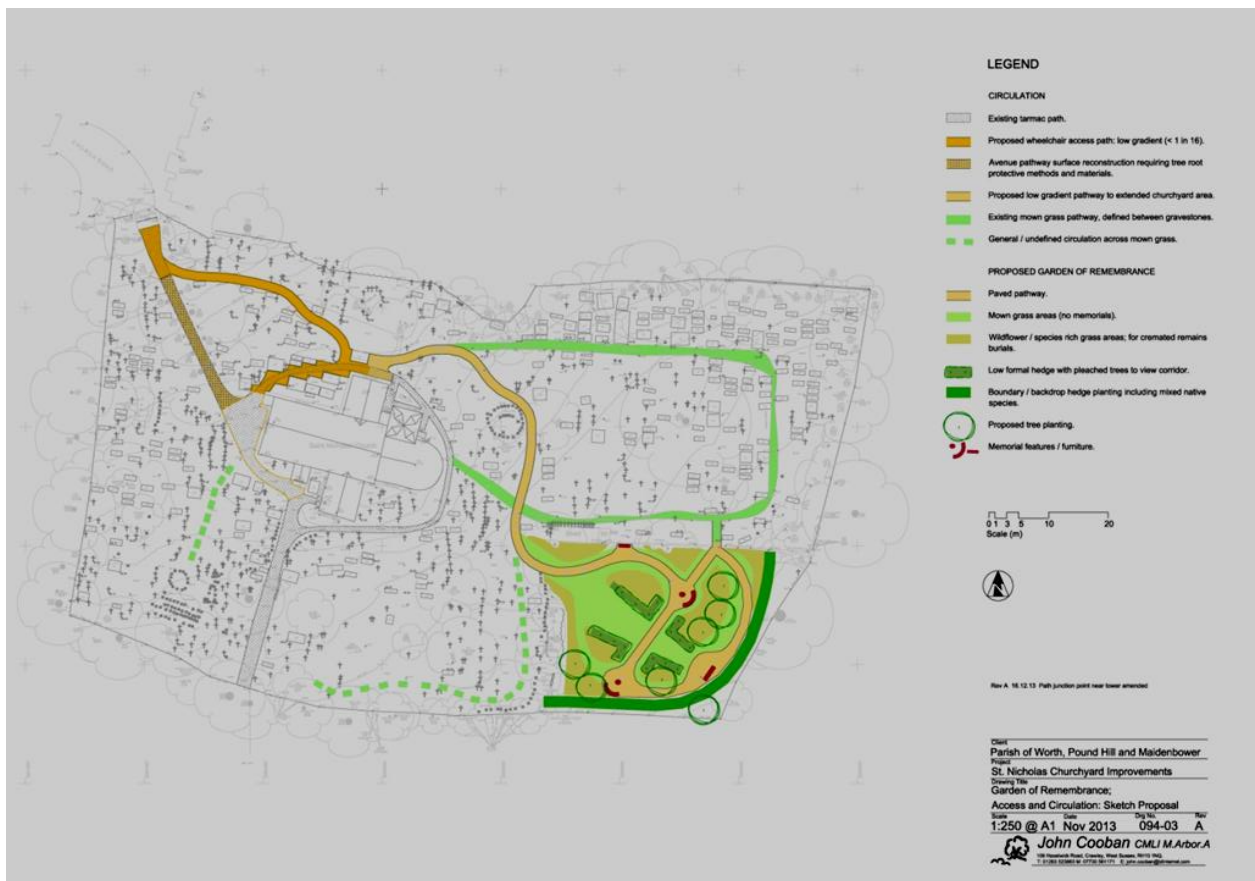 LEGEND
CIRCULATION
Existing tarmac path.
Proposed wheelchair access path: low gradient (< 1 in 16).
Avenue pathway surface reconstruction requiring tree root
protective methods and materials.
Proposed low gradient pathway to extended churchyard area.
Existing mown grass pathway, defined between gravestones.
General / undefined circulation across mown grass.
PROPOSED GARDEN OF REMEMBRANCE
Paved pathway.
Mown grass areas (no memorials).
Wildflower / species rich grass areas; for cremated remains
burials.
Low formal hedge with pleached trees to view corridor.
Boundary / backdrop hedge planting including mixed native
species.
Proposed tree planting.
Memorial features / furniture.
0 1 3 5 10 20
Scale (m)
Rev A 16.12.13 Path junction point near tower amended
Client
Parish of Worth, Pound Hill and Maidenbower
Project
St. Nicholas Churchyard Improvements
Drawing Title
Garden of Remembrance;
Access and Circulation: Sketch Proposal
Scale Date Drg No. Rev
1:250 @ A1 Nov 2013 094-03 A
John Cooban CMLI M.Arbor.A
Crawley, West Sussex,
Cottage